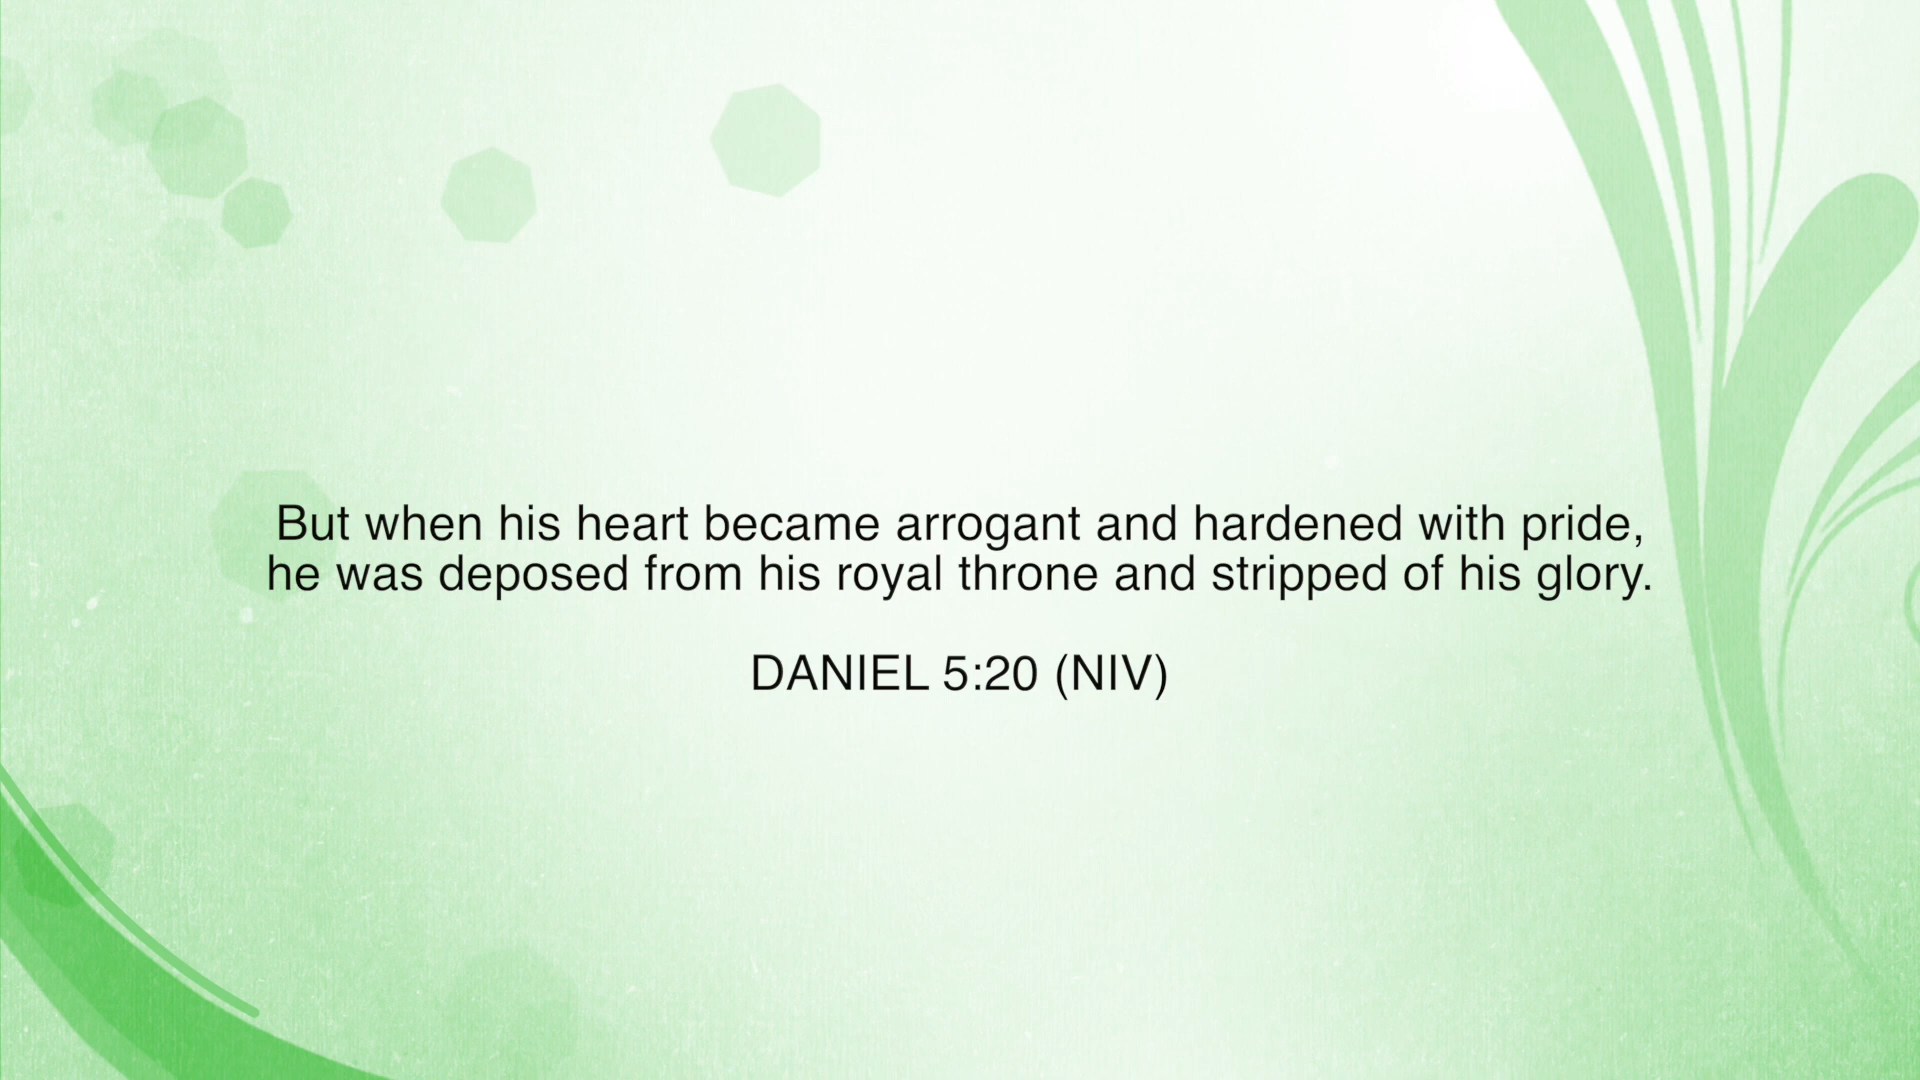 But when his heart became arrogant and hardened with pride,
he was deposed from his royal throne and stripped of his glory.
DANIEL 5:20 (NIV)